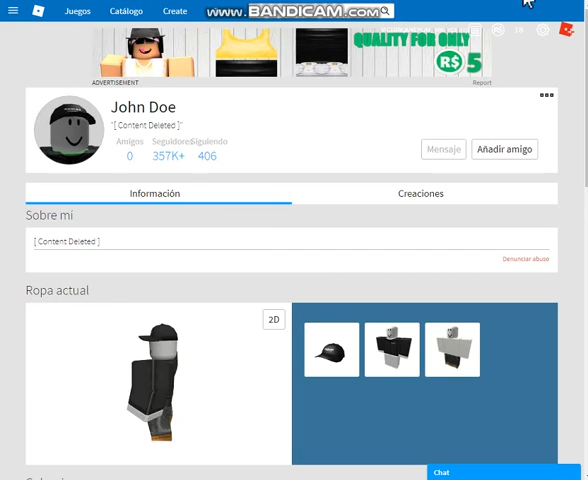 Juegos Catálogo Create
www.BANDICAM.com
18
QUALITY FOR ONLY
R$ 5
ADVERTISEMENT Report
John Doe
"[ Content Deleted ]"
Amigos Seguidores Siguiendo
0 357K+ 406
Mensaje Añadir amigo
Información Creaciones
Sobre mí
[ Content Deleted ]
Denunciar abuso
Ropa actual
2D
Chat